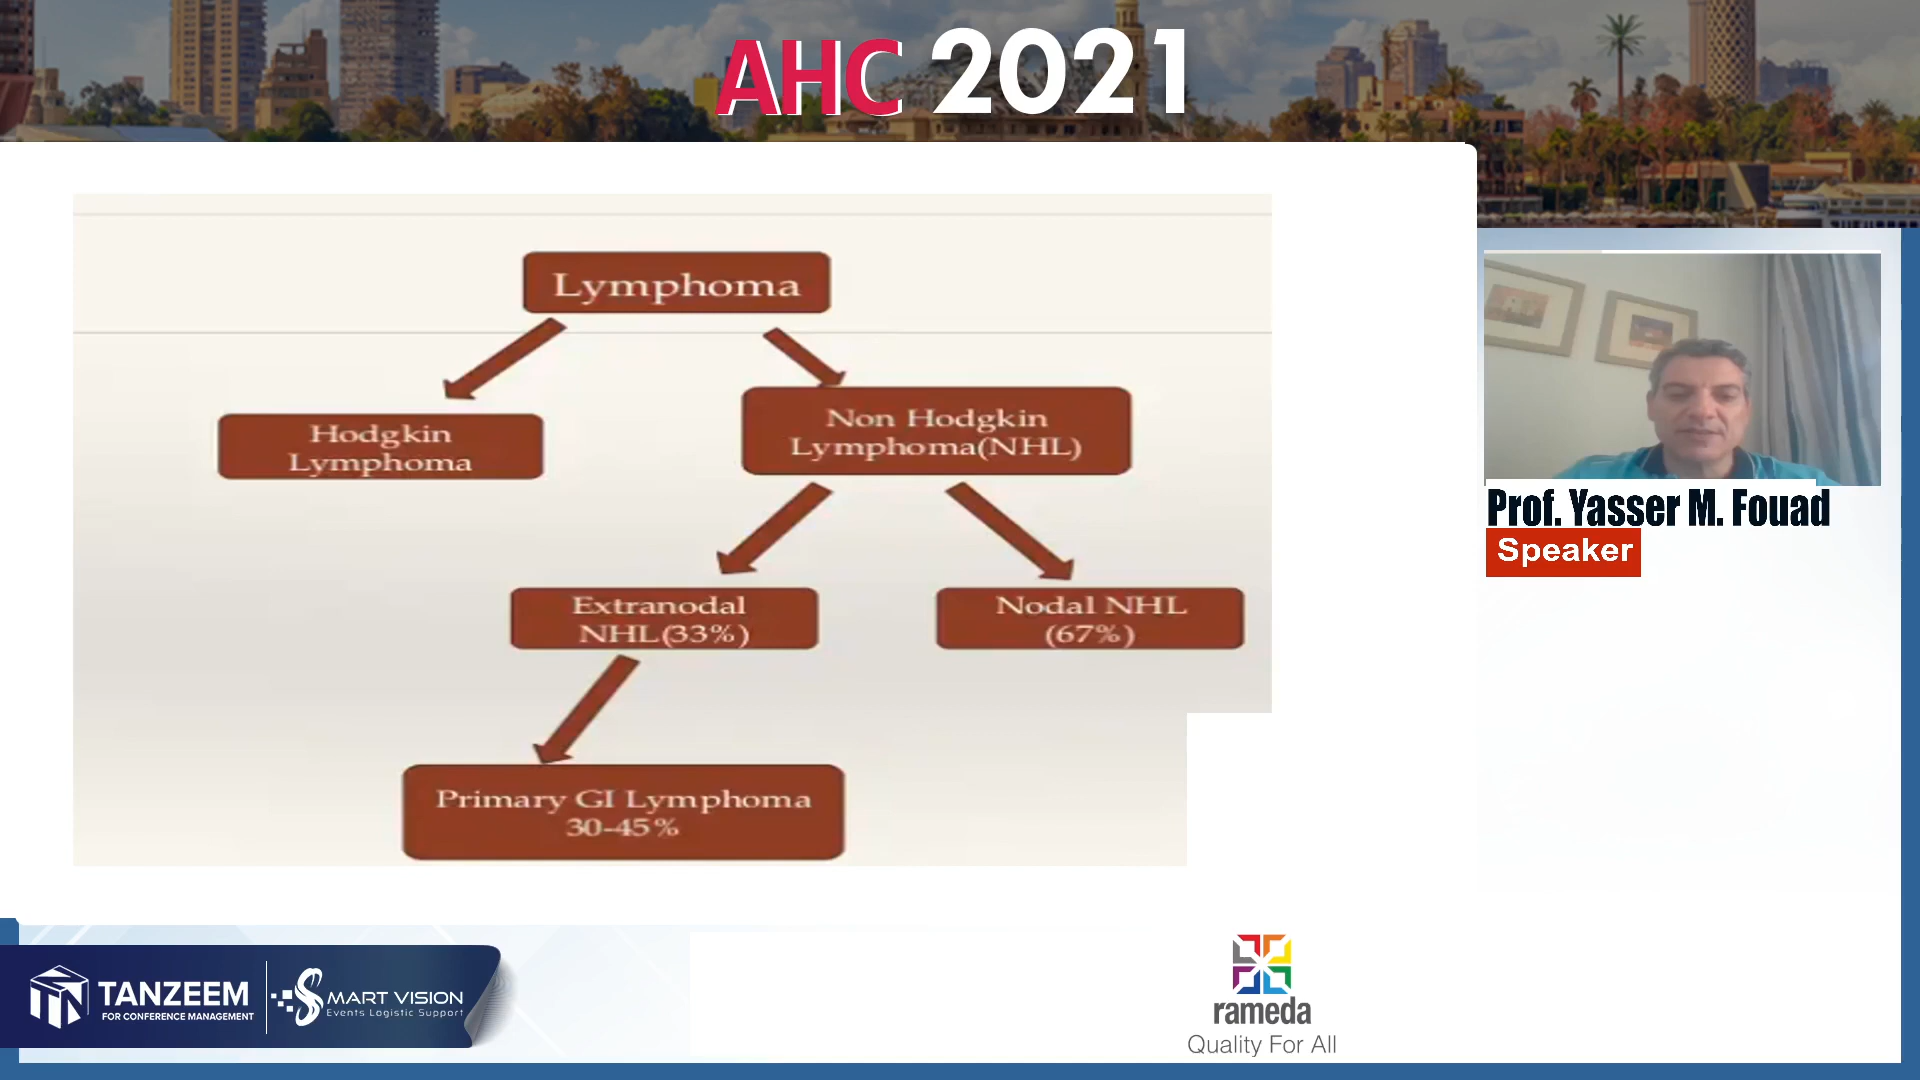 AHC 2021
Lymphoma
Hodgkin
Lymphoma
Non Hodgkin
Lymphoma(NHL)
Extranodal
NHL(33%)
Nodal NHL
(67%)
Primary GI Lymphoma
30-45%
Prof. Yasser M. Fouad
Speaker
TANZEEM
FOR CONFERENCE MANAGEMENT
SMART VISION
Events Logistic Support
rameda
Quality For All